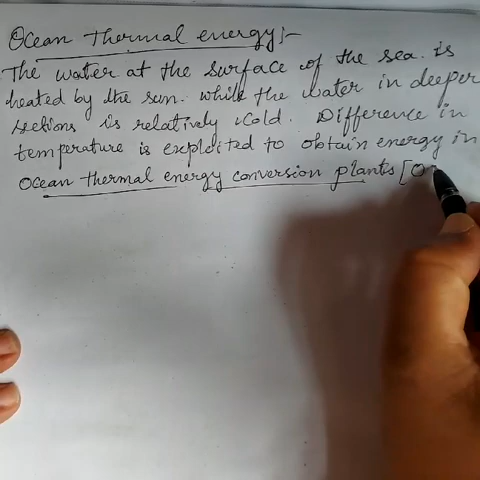 Ocean thermal energy:-
The water at the surface of the sea is
heated by the sun. while the water in deeper
sections is relatively cold. Difference in
temperature is exploited to obtain energy in
Ocean thermal energy conversion plants [O